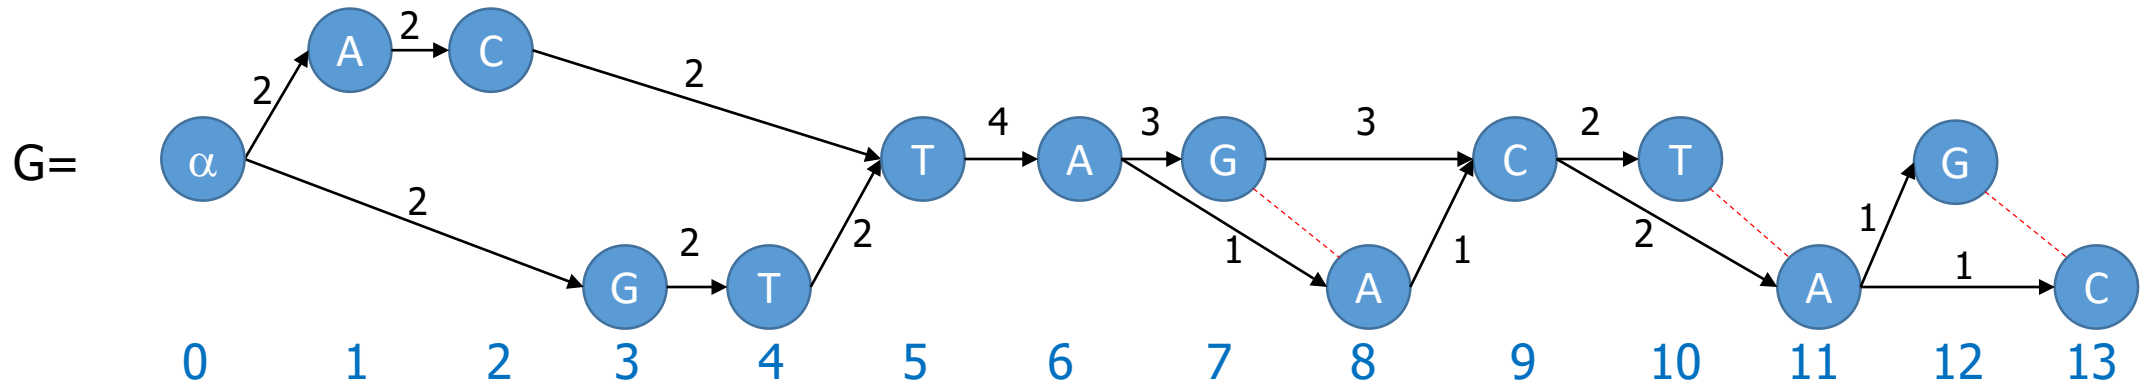 G=
α A C G T T A G A C T A G C
2 2 2 2 2 2 4 3 1 3 1 2 2 1 1
0 1 2 3 4 5 6 7 8 9 10 11 12 13